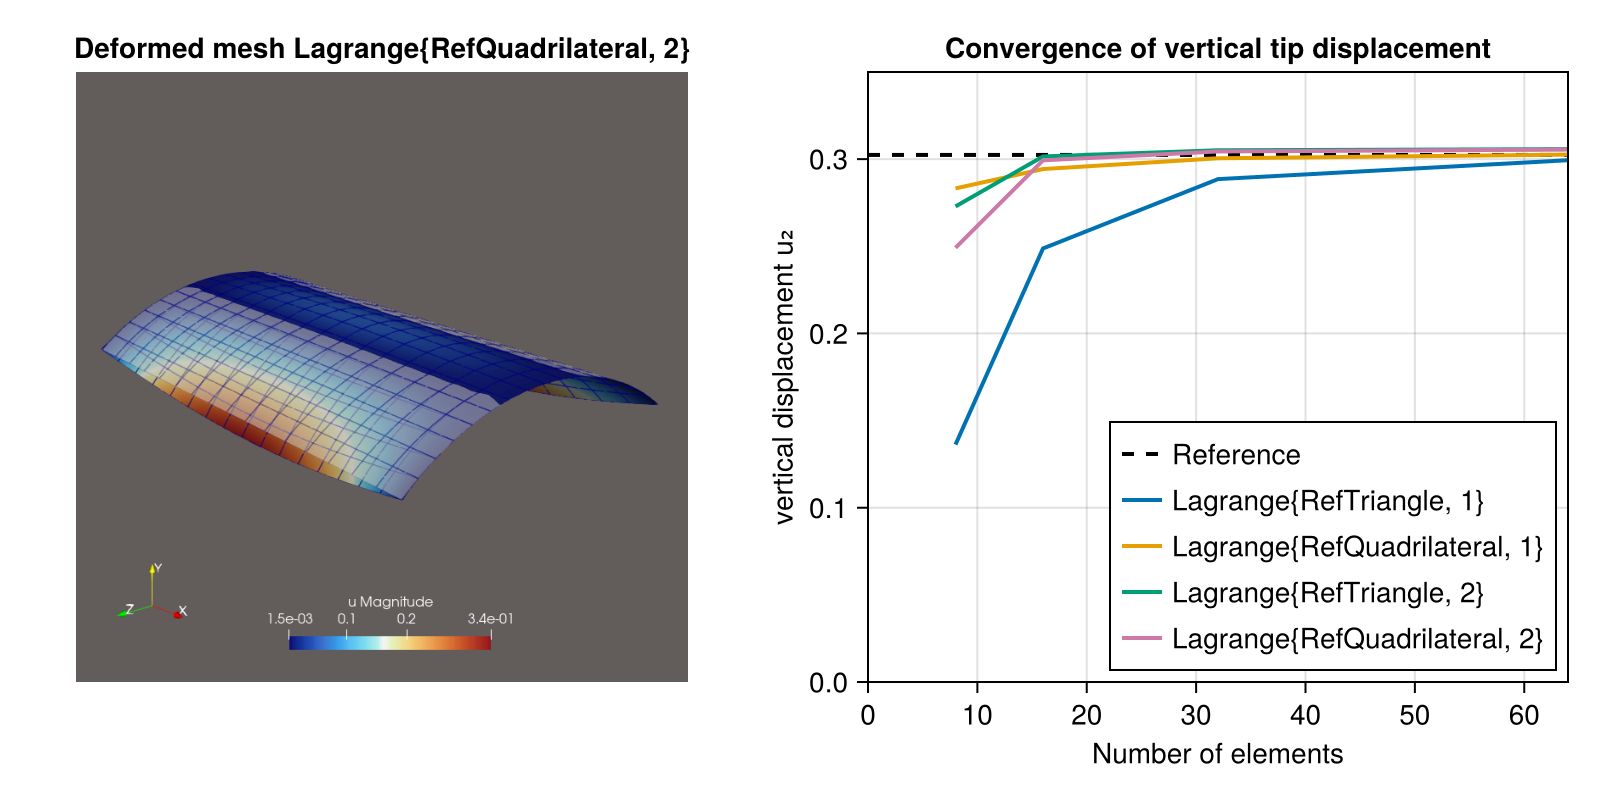 Deformed mesh Lagrange{RefQuadrilateral, 2}
Y
Z
X
u Magnitude
1.5e-03 0.1 0.2 3.4e-01
Convergence of vertical tip displacement
vertical displacement u₂
0.3
0.2
0.1
0.0
0 10 20 30 40 50 60
Number of elements
Reference
Lagrange{RefTriangle, 1}
Lagrange{RefQuadrilateral, 1}
Lagrange{RefTriangle, 2}
Lagrange{RefQuadrilateral, 2}